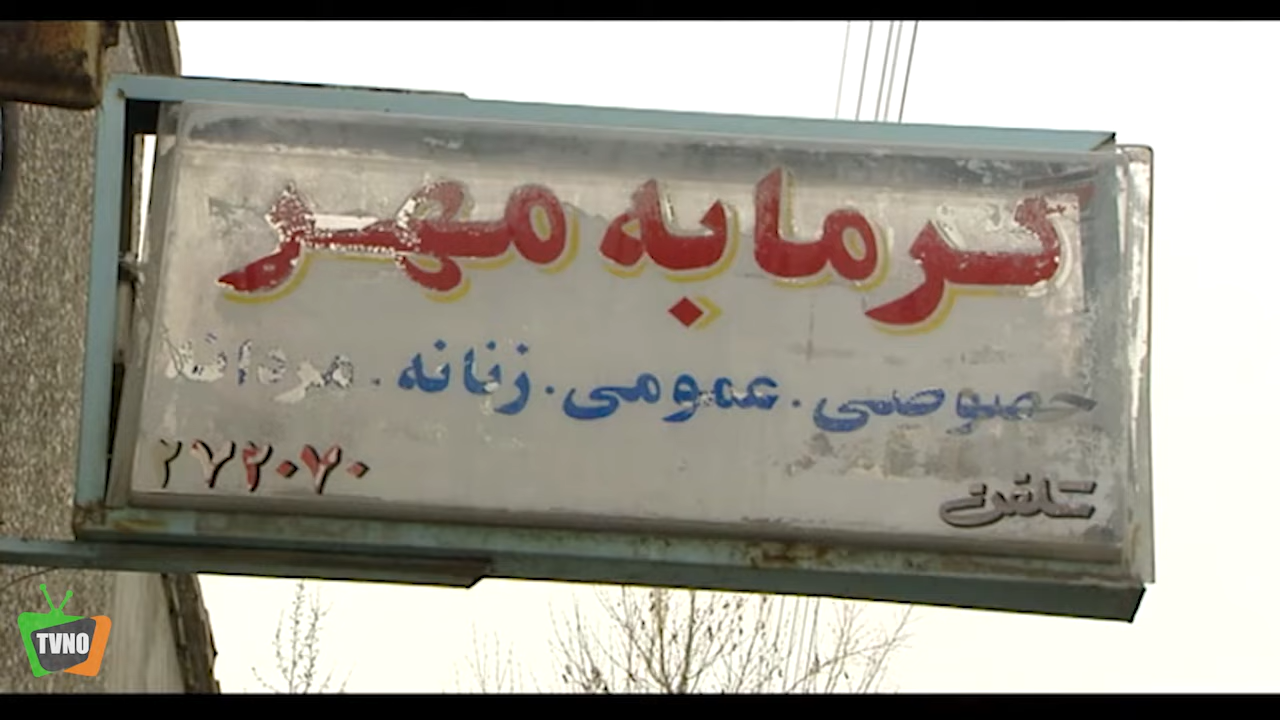 گرمابه مهر
خصوصی . عمومی . زنانه . مردانه
تلفن ۲۷۲۰۷۰
TVNO